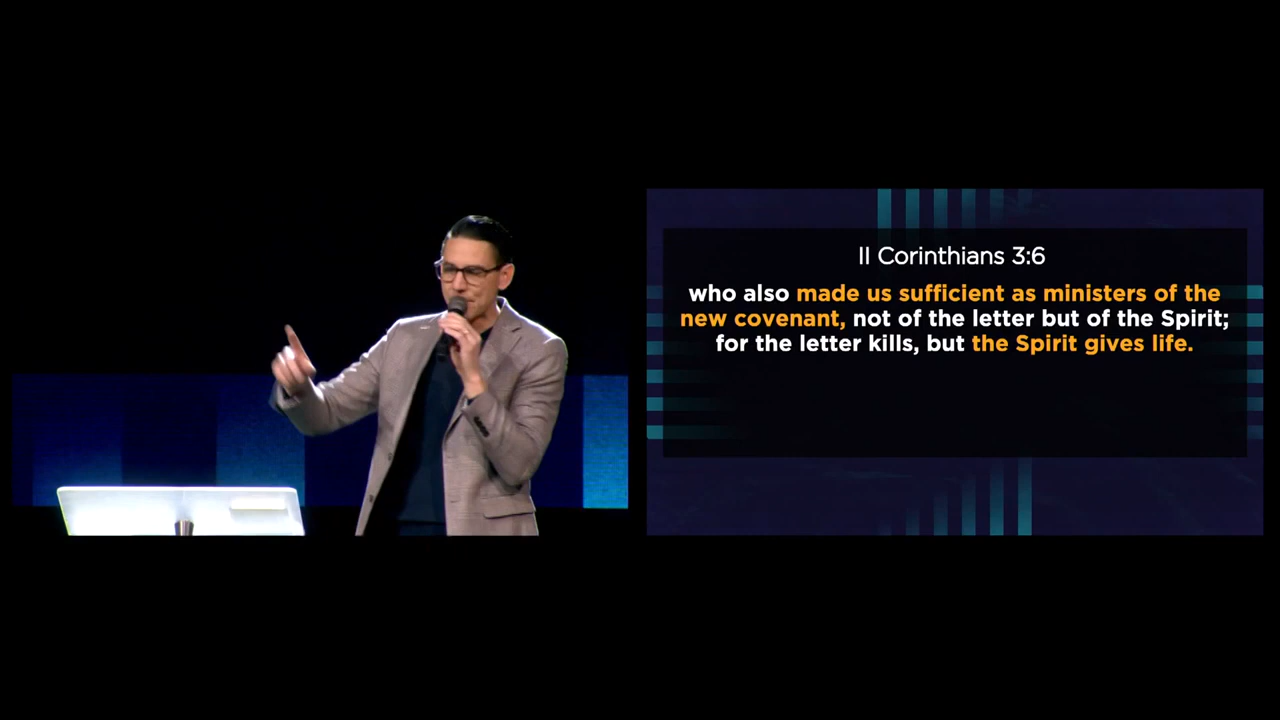 II Corinthians 3:6
who also made us sufficient as ministers of the
new covenant, not of the letter but of the Spirit;
for the letter kills, but the Spirit gives life.